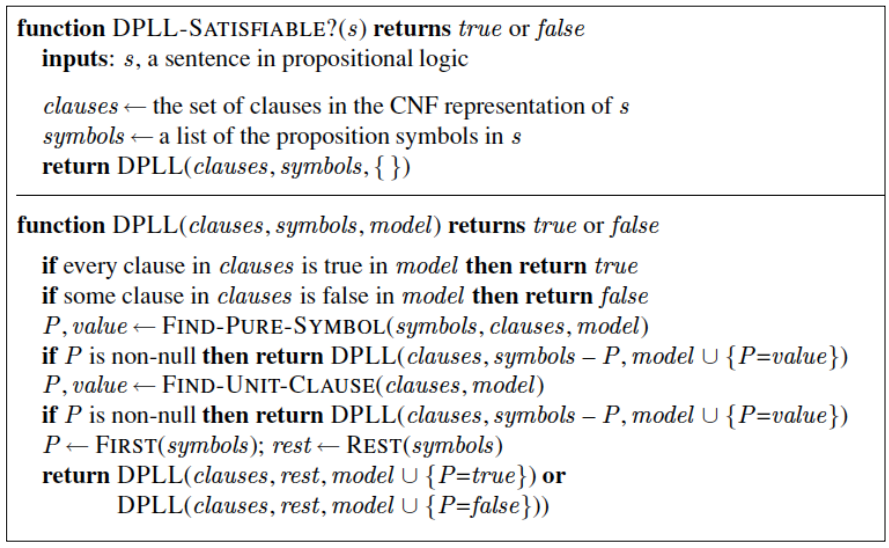 function DPLL-SATISFIABLE?(s) returns true or false
inputs: s, a sentence in propositional logic
clauses ← the set of clauses in the CNF representation of s
symbols ← a list of the proposition symbols in s
return DPLL(clauses, symbols, { })
function DPLL(clauses, symbols, model) returns true or false
if every clause in clauses is true in model then return true
if some clause in clauses is false in model then return false
P, value ← FIND-PURE-SYMBOL(symbols, clauses, model)
if P is non-null then return DPLL(clauses, symbols – P, model ∪ {P=value})
P, value ← FIND-UNIT-CLAUSE(clauses, model)
if P is non-null then return DPLL(clauses, symbols – P, model ∪ {P=value})
P ← FIRST(symbols); rest ← REST(symbols)
return DPLL(clauses, rest, model ∪ {P=true}) or
DPLL(clauses, rest, model ∪ {P=false}))